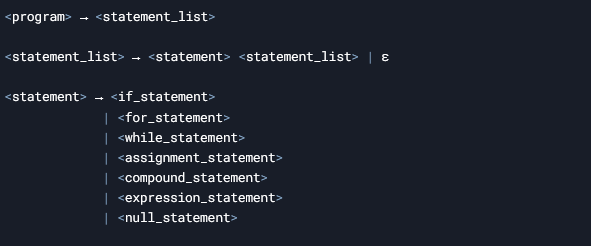 <program> → <statement_list>
<statement_list> → <statement> <statement_list> | ε
<statement> → <if_statement>
| <for_statement>
| <while_statement>
| <assignment_statement>
| <compound_statement>
| <expression_statement>
| <null_statement>